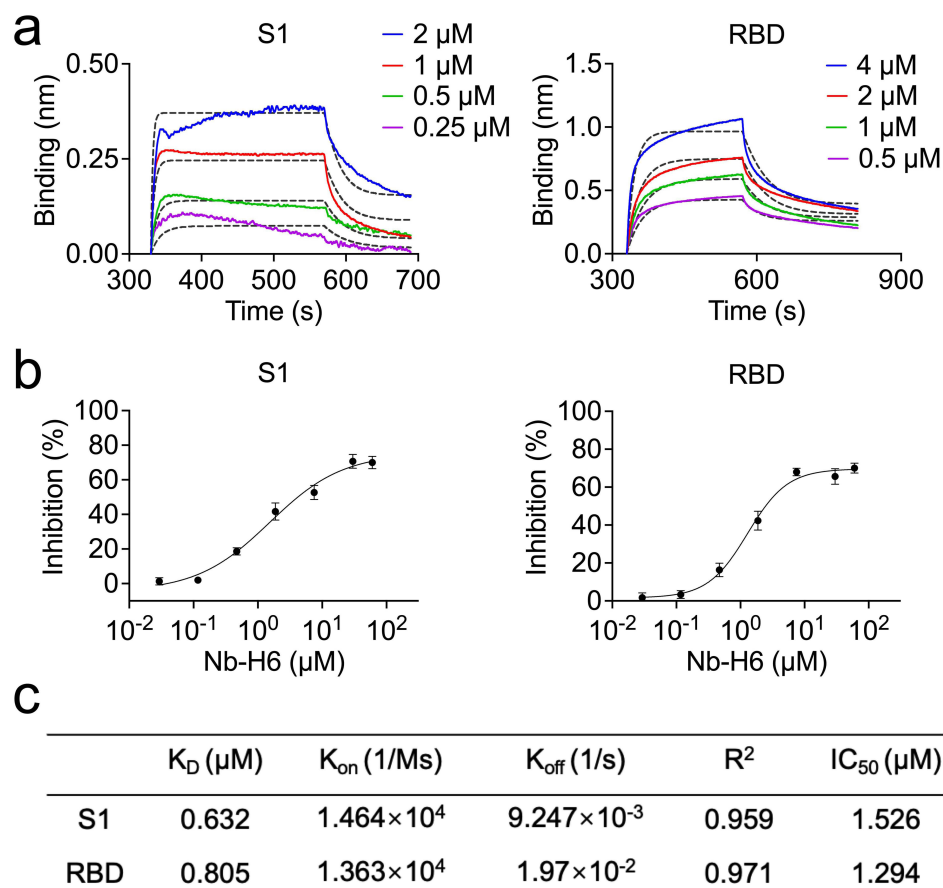 a
S1
2 µM
1 µM
0.5 µM
0.25 µM
Binding (nm)
0.50
0.25
0.00
300 400 500 600 700
Time (s)
RBD
4 µM
2 µM
1 µM
0.5 µM
Binding (nm)
1.5
1.0
0.5
0.0
300 600 900
Time (s)
b
S1
Inhibition (%)
100
80
60
40
20
0
10⁻² 10⁻¹ 10⁰ 10¹ 10²
Nb-H6 (µM)
RBD
Inhibition (%)
100
80
60
40
20
0
10⁻² 10⁻¹ 10⁰ 10¹ 10²
Nb-H6 (µM)
c
K_D (µM) K_on (1/Ms) K_off (1/s) R² IC₅₀ (µM)
S1 0.632 1.464×10⁴ 9.247×10⁻³ 0.959 1.526
RBD 0.805 1.363×10⁴ 1.97×10⁻² 0.971 1.294